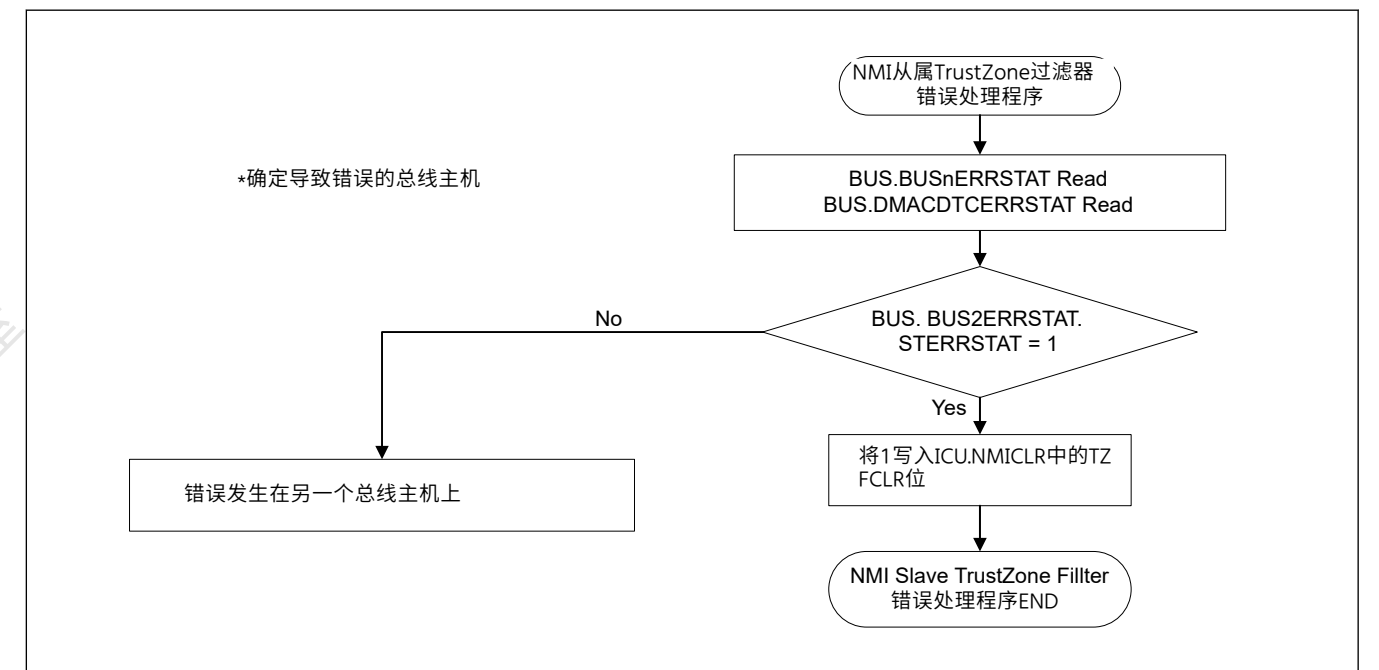 NMI从属TrustZone过滤器
错误处理程序
*确定导致错误的总线主机
BUS.BUSnERRSTAT Read
BUS.DMACDTCERRSTAT Read
BUS. BUS2ERRSTAT.
STERRSTAT = 1
No
Yes
将1写入ICU.NMICLR中的TZ
FCLR位
错误发生在另一个总线主机上
NMI Slave TrustZone Fillter
错误处理程序END